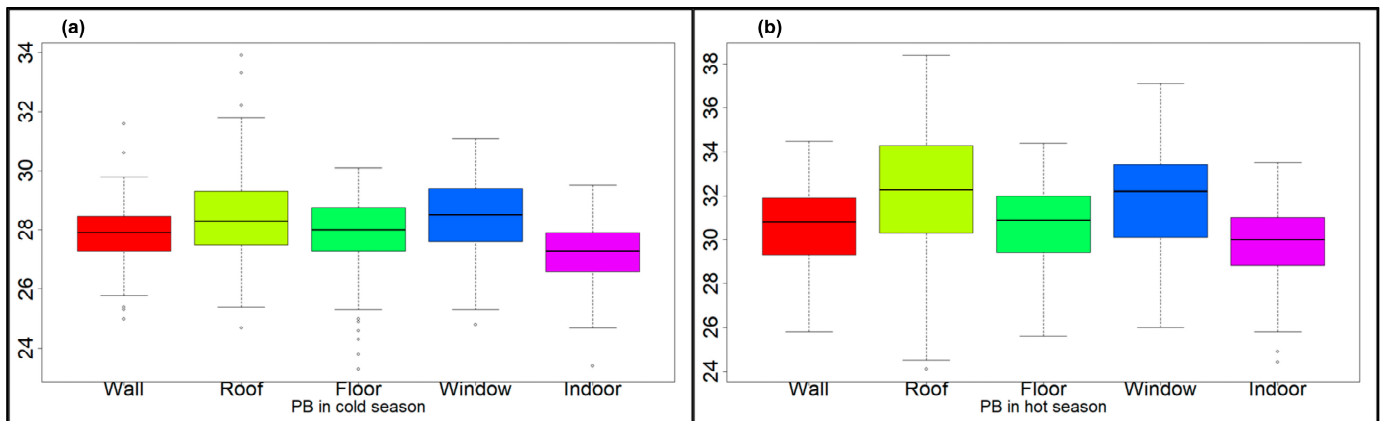 (a)
34
32
30
28
26
24
Wall Roof Floor Window Indoor
PB in cold season
(b)
38
36
34
32
30
28
26
24
Wall Roof Floor Window Indoor
PB in hot season